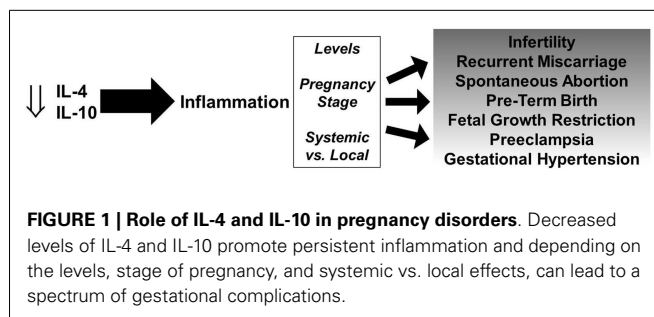 IL-4
IL-10
Inflammation
Levels
Pregnancy
Stage
Systemic
vs. Local
Infertility
Recurrent Miscarriage
Spontaneous Abortion
Pre-Term Birth
Fetal Growth Restriction
Preeclampsia
Gestational Hypertension
FIGURE 1 | Role of IL-4 and IL-10 in pregnancy disorders. Decreased
levels of IL-4 and IL-10 promote persistent inflammation and depending on
the levels, stage of pregnancy, and systemic vs. local effects, can lead to a
spectrum of gestational complications.